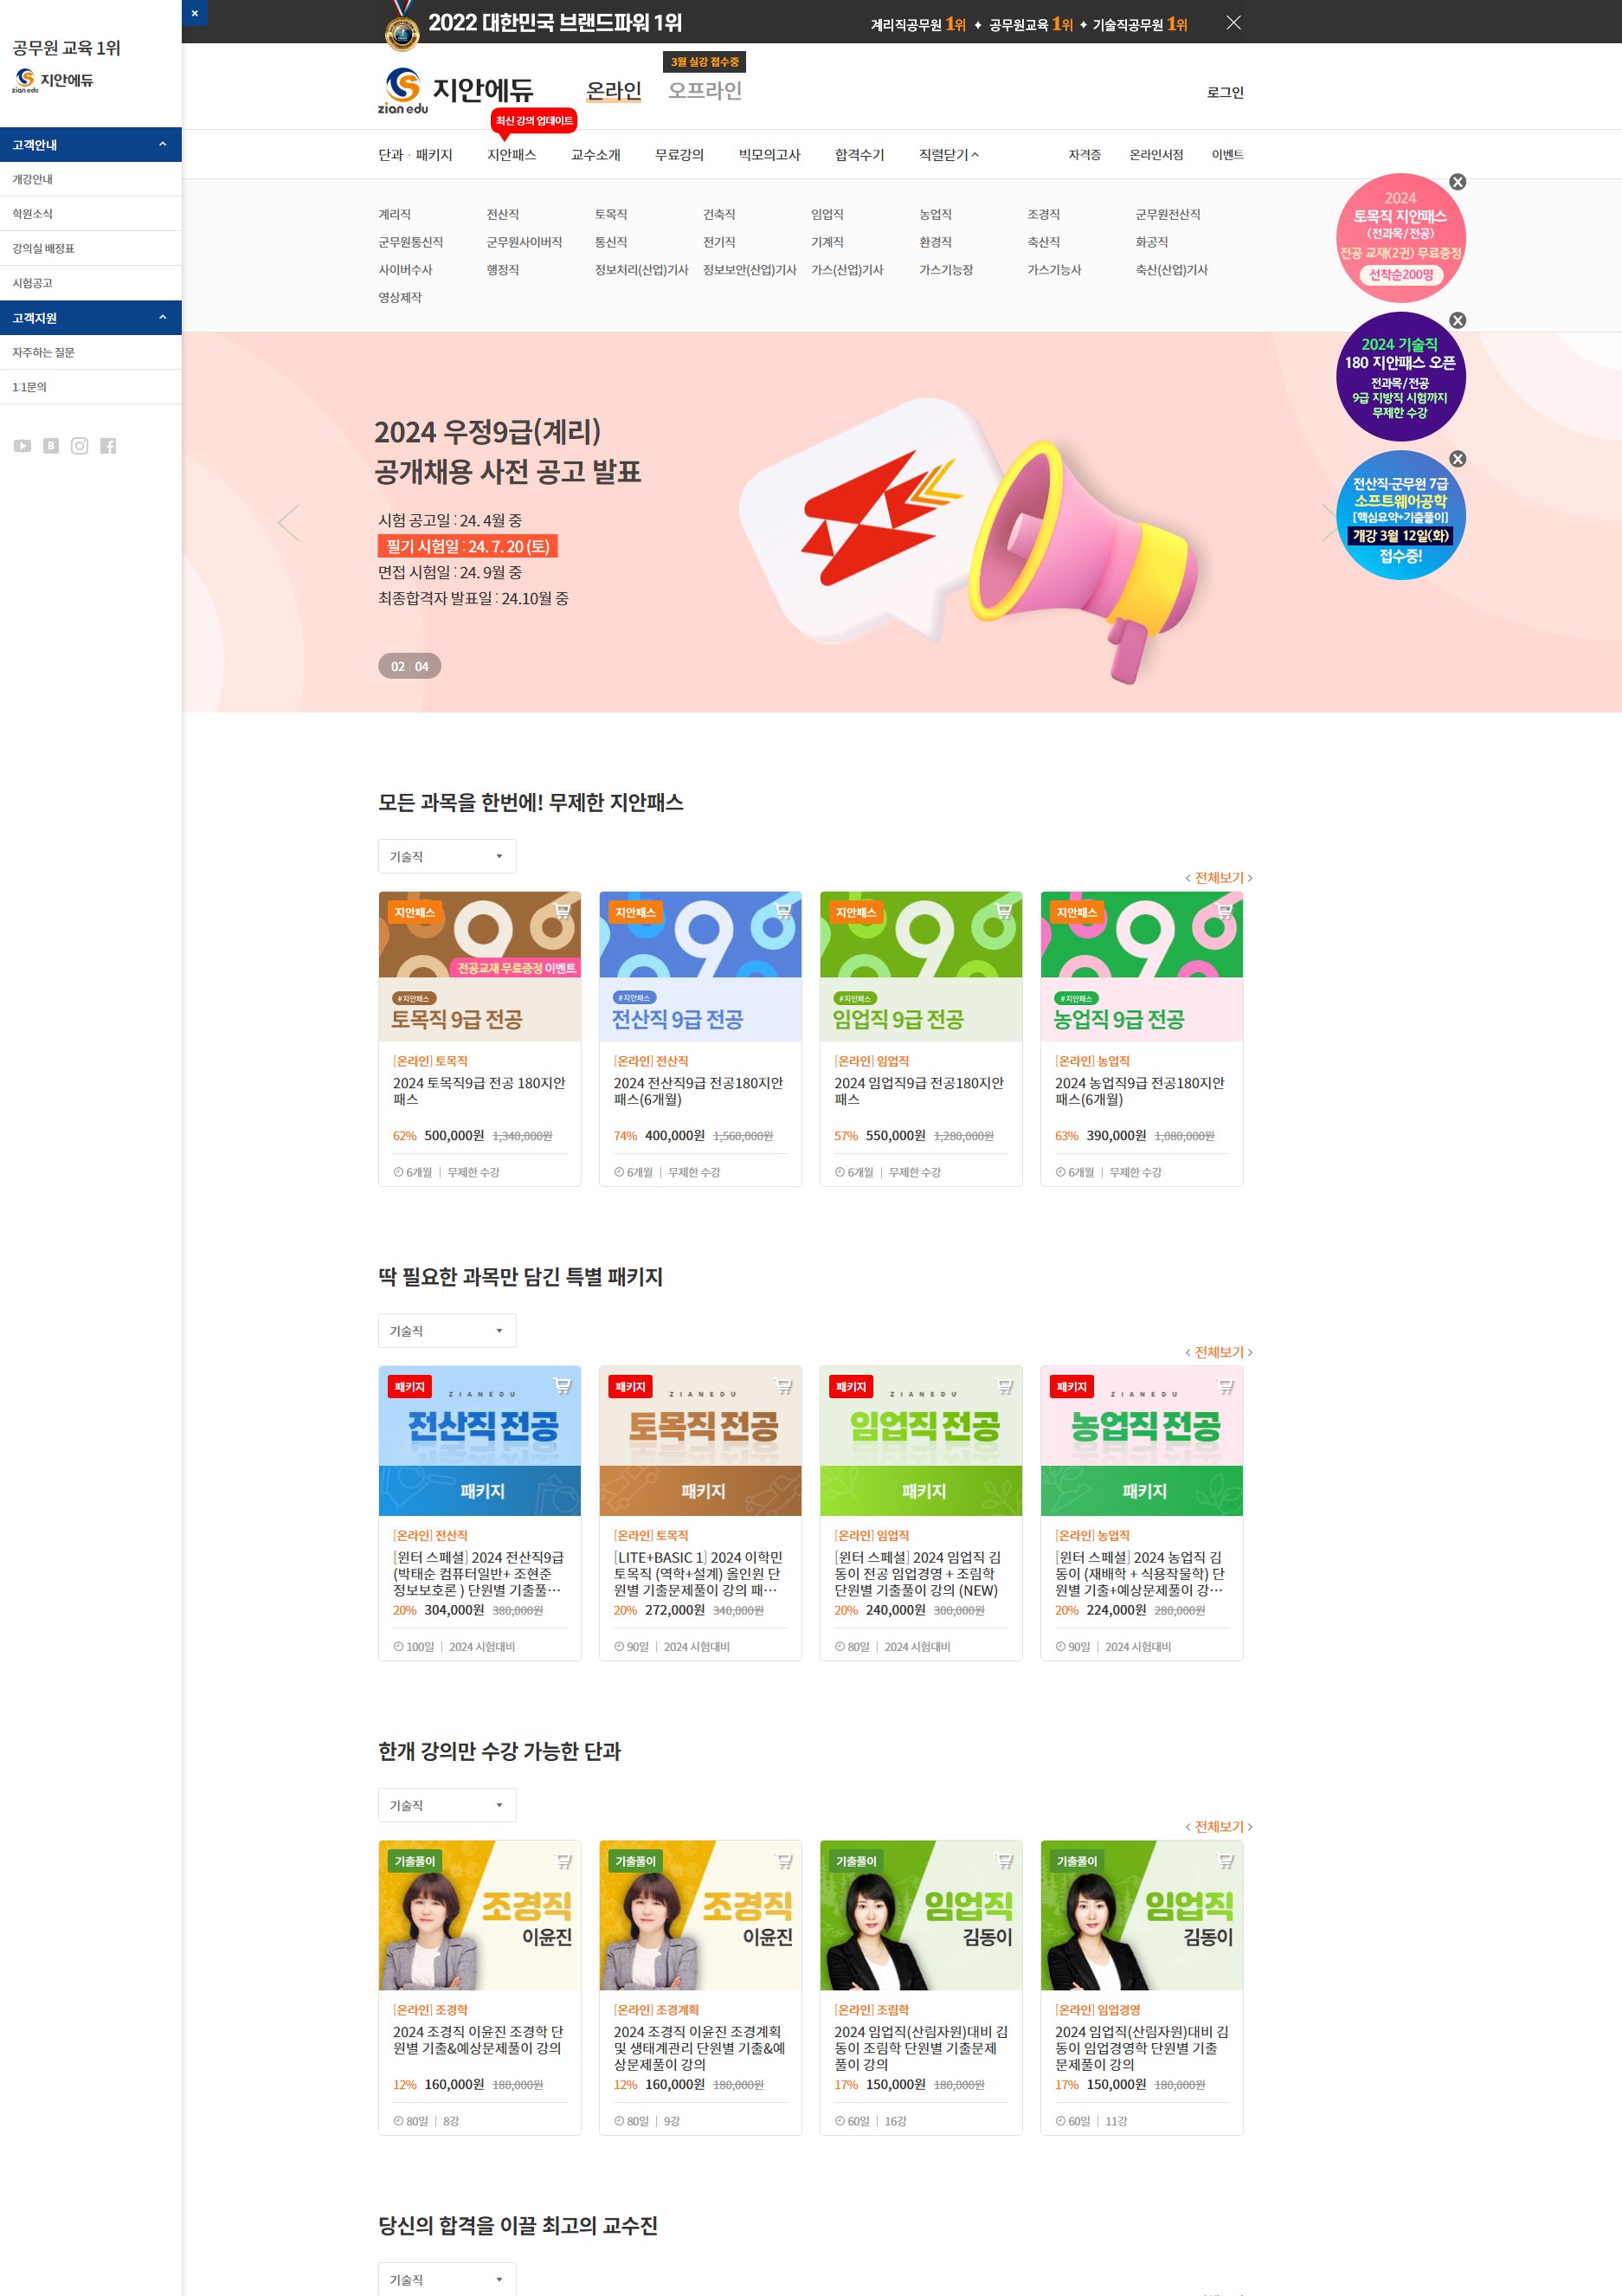 공무원 교육 1위
zian edu 지안에듀
고객안내
개강안내
학원소식
강의실 배정표
시험공고
고객지원
자주하는 질문
1:1문의
2022 대한민국 브랜드파워 1위
계리직공무원 1위 ✦ 공무원교육 1위 ✦ 기술직공무원 1위
zian edu 지안에듀
온라인
3월 실강 접수중
오프라인
로그인
최신 강의 업데이트
단과 · 패키지 지안패스 교수소개 무료강의 빅모의고사 합격수기 직렬닫기 자격증 온라인서점 이벤트
계리직 전산직 토목직 건축직 임업직 농업직 조경직 군무원전산직
군무원통신직 군무원사이버직 통신직 전기직 기계직 환경직 축산직 화공직
사이버수사 행정직 정보처리(산업)기사 정보보안(산업)기사 가스(산업)기사 가스기능장 가스기능사 축산(산업)기사
영상제작
2024
토목직 지안패스
(전과목/전공)
전공 교재(2권) 무료증정
선착순200명
2024 기술직
180 지안패스 오픈
전과목/전공
9급 지방직 시험까지
무제한 수강
전산직·군무원 7급
소프트웨어공학
[핵심요약+기출풀이]
개강 3월 12일(화)
접수중!
2024 우정9급(계리)
공개채용 사전 공고 발표
시험 공고일 : 24. 4월 중
필기 시험일 : 24. 7. 20 (토)
면접 시험일 : 24. 9월 중
최종합격자 발표일 : 24.10월 중
02 | 04
모든 과목을 한번에! 무제한 지안패스
기술직
전체보기
지안패스
전공교재 무료증정 이벤트
#지안패스
토목직 9급 전공
[온라인] 토목직
2024 토목직9급 전공 180지안
패스
62% 500,000원 1,340,000원
6개월 | 무제한 수강
지안패스
#지안패스
전산직 9급 전공
[온라인] 전산직
2024 전산직9급 전공180지안
패스(6개월)
74% 400,000원 1,560,000원
6개월 | 무제한 수강
지안패스
#지안패스
임업직 9급 전공
[온라인] 임업직
2024 임업직9급 전공180지안
패스
57% 550,000원 1,280,000원
6개월 | 무제한 수강
지안패스
#지안패스
농업직 9급 전공
[온라인] 농업직
2024 농업직9급 전공180지안
패스(6개월)
63% 390,000원 1,080,000원
6개월 | 무제한 수강
딱 필요한 과목만 담긴 특별 패키지
기술직
전체보기
패키지
ZIANEDU
전산직 전공
패키지
[온라인] 전산직
[윈터 스페셜] 2024 전산직9급
(박태순 컴퓨터일반+ 조현준
정보보호론 ) 단원별 기출풀…
20% 304,000원 380,000원
100일 | 2024 시험대비
패키지
ZIANEDU
토목직 전공
패키지
[온라인] 토목직
[LITE+BASIC 1] 2024 이학민
토목직 (역학+설계) 올인원 단
원별 기출문제풀이 강의 패…
20% 272,000원 340,000원
90일 | 2024 시험대비
패키지
ZIANEDU
임업직 전공
패키지
[온라인] 임업직
[윈터 스페셜] 2024 임업직 김
동이 전공 임업경영 + 조림학
단원별 기출풀이 강의 (NEW)
20% 240,000원 300,000원
80일 | 2024 시험대비
패키지
ZIANEDU
농업직 전공
패키지
[온라인] 농업직
[윈터 스페셜] 2024 농업직 김
동이 (재배학 + 식용작물학) 단
원별 기출+예상문제풀이 강…
20% 224,000원 280,000원
90일 | 2024 시험대비
한개 강의만 수강 가능한 단과
기술직
전체보기
기출풀이
조경직
이윤진
[온라인] 조경학
2024 조경직 이윤진 조경학 단
원별 기출&예상문제풀이 강의
12% 160,000원 180,000원
80일 | 8강
기출풀이
조경직
이윤진
[온라인] 조경계획
2024 조경직 이윤진 조경계획
및 생태계관리 단원별 기출&예
상문제풀이 강의
12% 160,000원 180,000원
80일 | 9강
기출풀이
임업직
김동이
[온라인] 조림학
2024 임업직(산림자원)대비 김
동이 조림학 단원별 기출문제
풀이 강의
17% 150,000원 180,000원
60일 | 16강
기출풀이
임업직
김동이
[온라인] 임업경영
2024 임업직(산림자원)대비 김
동이 임업경영학 단원별 기출
문제풀이 강의
17% 150,000원 180,000원
60일 | 11강
당신의 합격을 이끌 최고의 교수진
기술직